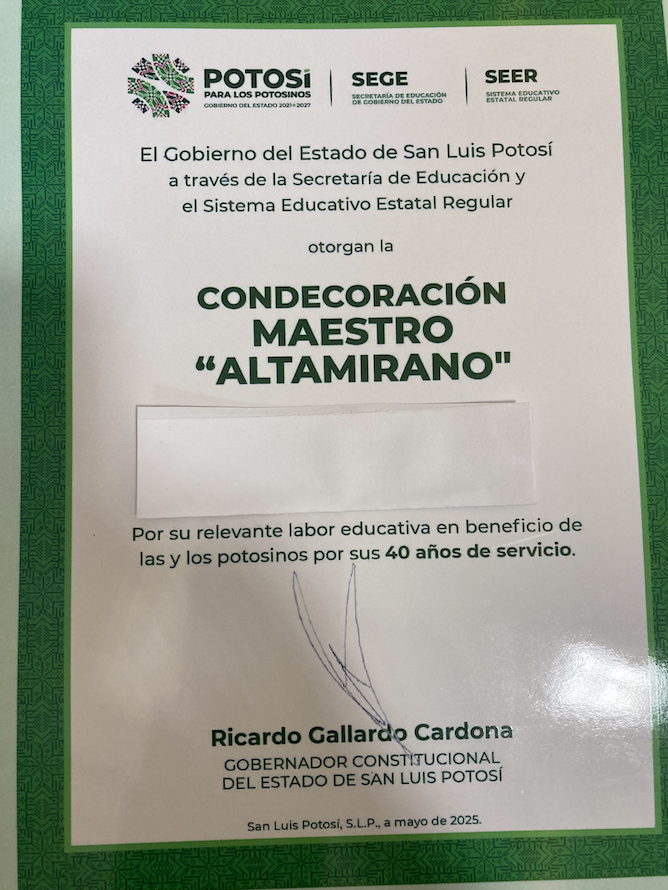 POTOSÍ
PARA LOS POTOSINOS
GOBIERNO DEL ESTADO 2021-2027
SEGE
SECRETARÍA DE EDUCACIÓN
DE GOBIERNO DEL ESTADO
SEER
SISTEMA EDUCATIVO
ESTATAL REGULAR
El Gobierno del Estado de San Luis Potosí
a través de la Secretaría de Educación y
el Sistema Educativo Estatal Regular
otorgan la
CONDECORACIÓN
MAESTRO
“ALTAMIRANO"
Por su relevante labor educativa en beneficio de
las y los potosinos por sus 40 años de servicio.
Ricardo Gallardo Cardona
GOBERNADOR CONSTITUCIONAL
DEL ESTADO DE SAN LUIS POTOSÍ
San Luis Potosí, S.L.P., a mayo de 2025.